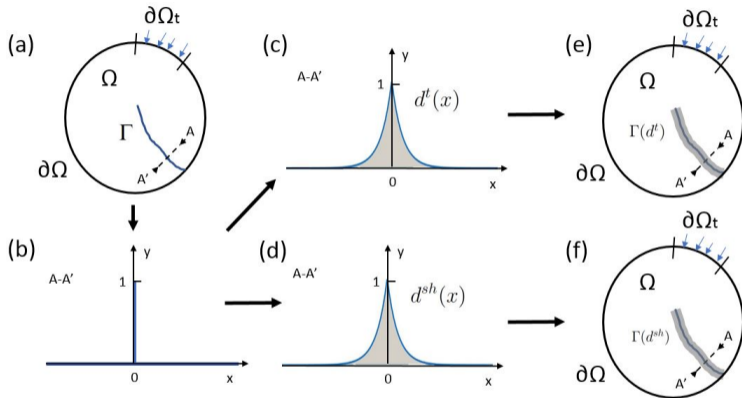 (a)
∂Ωt
Ω
Γ
A
A'
∂Ω
(c)
A-A'
y
1
d^t(x)
0
x
(e)
∂Ωt
Ω
Γ(d^t)
A
A'
∂Ω
(b)
A-A'
y
1
0
x
(d)
A-A'
y
1
d^{sh}(x)
0
x
(f)
∂Ωt
Ω
Γ(d^{sh})
A
A'
∂Ω